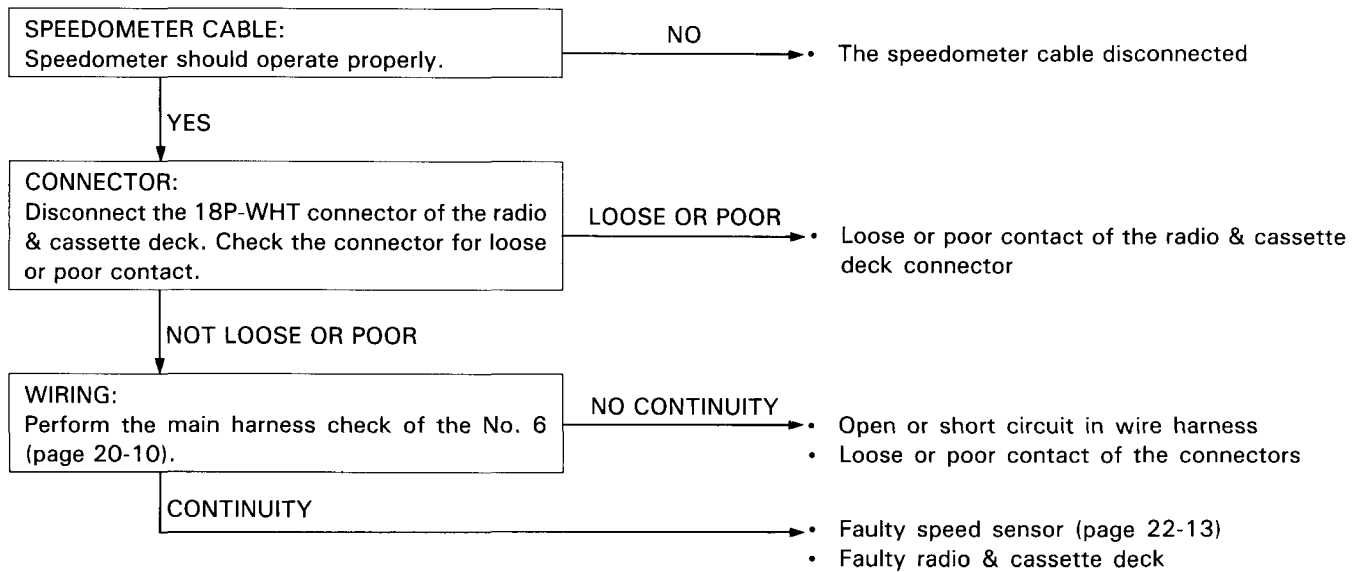 SPEEDOMETER CABLE:
Speedometer should operate properly.
NO
• The speedometer cable disconnected
YES
CONNECTOR:
Disconnect the 18P-WHT connector of the radio
& cassette deck. Check the connector for loose
or poor contact.
LOOSE OR POOR
• Loose or poor contact of the radio & cassette
deck connector
NOT LOOSE OR POOR
WIRING:
Perform the main harness check of the No. 6
(page 20-10).
NO CONTINUITY
• Open or short circuit in wire harness
• Loose or poor contact of the connectors
CONTINUITY
• Faulty speed sensor (page 22-13)
• Faulty radio & cassette deck